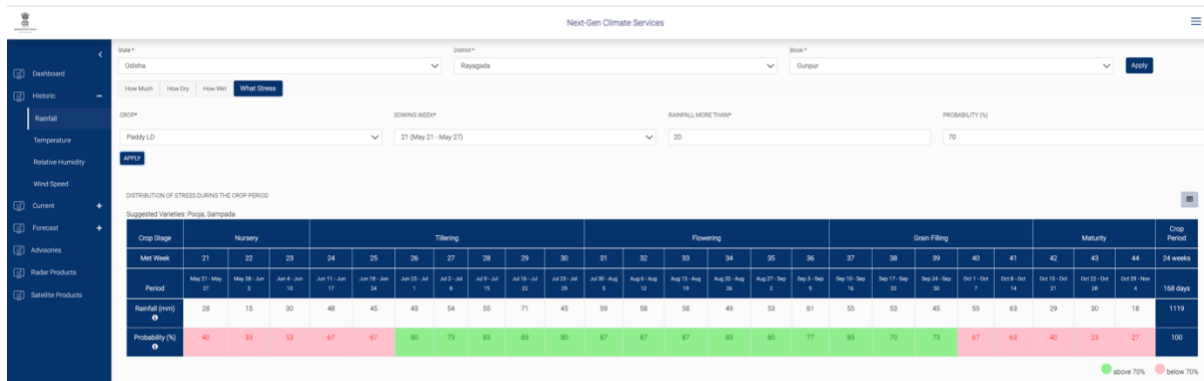 Next-Gen Climate Services
State *
District *
Block *
Odisha
Rayagada
Gunpur
Apply
Dashboard
Historic
Rainfall
Temperature
Relative Humidity
Wind Speed
Current
Forecast
Advisories
Rader Products
Satellite Products
How Much How Dry How Wet What Stress
CROP* SOWING WEEK* RAINFALL MORE THAN* PROBABILITY (%)
Paddy LD 21 (May 21 - May 27) 20 70
APPLY
DISTRIBUTION OF STRESS DURING THE CROP PERIOD
Suggested Varieties: Pooja, Sampada
Crop Stage Nursery Tillering Flowering Grain Filling Maturity Crop Period
Met Week 21 22 23 24 25 26 27 28 29 30 31 32 33 34 35 36 37 38 39 40 41 42 43 44 24 weeks
Period May 21 - May 27 May 28 - Jun 3 Jun 4 - Jun 10 Jun 11 - Jun 17 Jun 18 - Jun 24 Jun 25 - Jul 1 Jul 2 - Jul 8 Jul 9 - Jul 15 Jul 16 - Jul 22 Jul 23 - Jul 29 Jul 30 - Aug 5 Aug 6 - Aug 12 Aug 13 - Aug 19 Aug 20 - Aug 26 Aug 27 - Sep 2 Sep 3 - Sep 9 Sep 10 - Sep 16 Sep 17 - Sep 23 Sep 24 - Sep 30 Oct 1 - Oct 7 Oct 8 - Oct 14 Oct 15 - Oct 21 Oct 22 - Oct 28 Oct 29 - Nov 4 168 days
Rainfall (mm) 28 15 30 48 45 43 54 55 71 45 59 58 58 49 53 61 55 53 45 55 63 29 30 18 1119
Probability (%) 40 33 53 67 67 80 73 83 83 80 87 87 87 83 80 77 83 70 73 67 63 40 23 27 100
above 70% below 70%